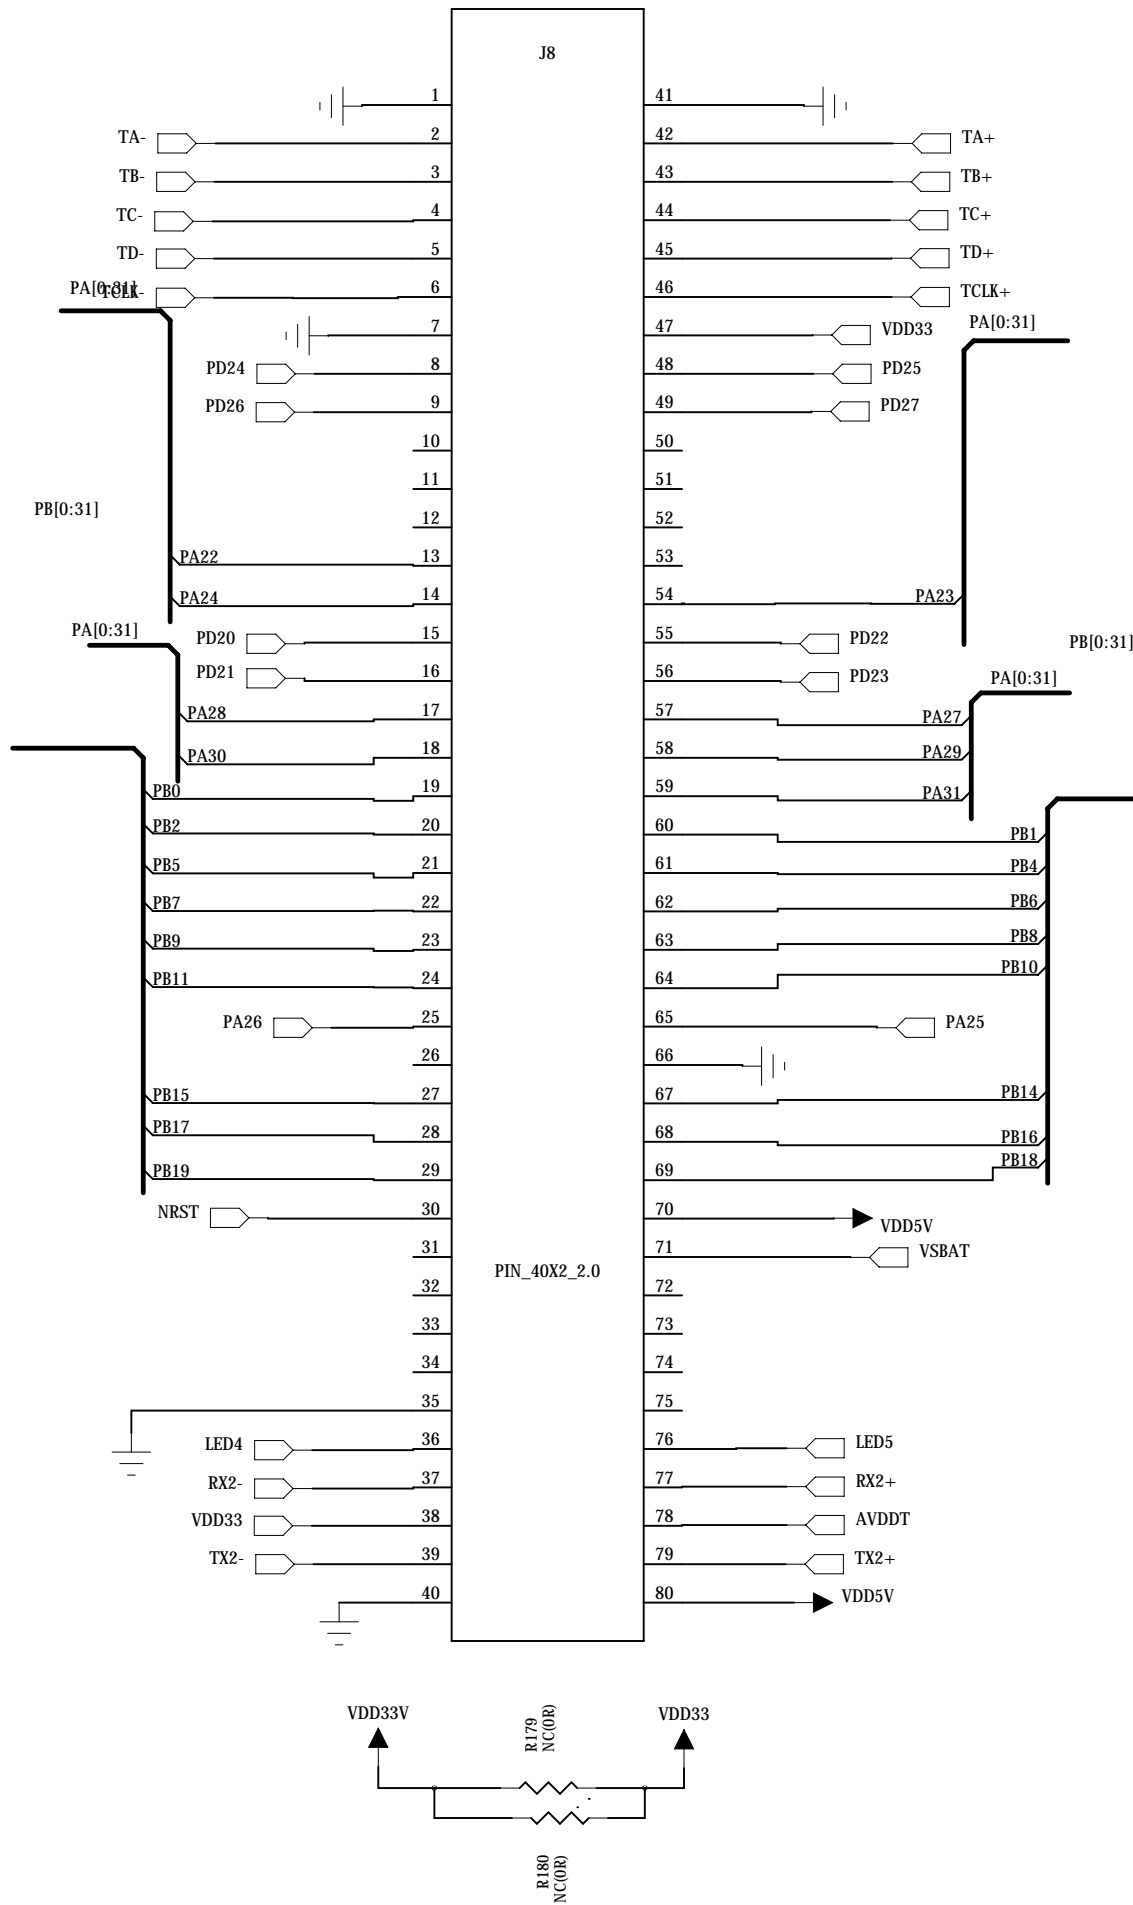 J8
1 41
TA- 2 42 TA+
TB- 3 43 TB+
TC- 4 44 TC+
TD- 5 45 TD+
PA[0:31]
TCLK- 6 46 TCLK+
7 47 VDD33 PA[0:31]
PD24 8 48 PD25
PD26 9 49 PD27
10 50
11 51
PB[0:31]
12 52
PA22 13 53
PA24 14 54 PA23
PA[0:31]
PD20 15 55 PD22 PB[0:31]
PD21 16 56 PD23 PA[0:31]
PA28 17 57 PA27
PA30 18 58 PA29
PB0 19 59 PA31
PB2 20 60 PB1
PB5 21 61 PB4
PB7 22 62 PB6
PB9 23 63 PB8
PB11 24 64 PB10
PA26 25 65 PA25
26 66
PB15 27 67 PB14
PB17 28 68 PB16
PB19 29 69 PB18
NRST 30 70 VDD5V
31 71 VSBAT
PIN_40X2_2.0
32 72
33 73
34 74
35 75
LED4 36 76 LED5
RX2- 37 77 RX2+
VDD33 38 78 AVDDT
TX2- 39 79 TX2+
40 80 VDD5V
VDD33V VDD33
R179
NC(0R)
R180
NC(0R)